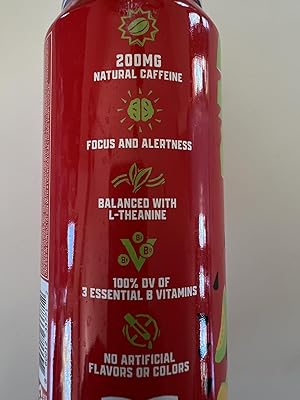 200MG
NATURAL CAFFEINE
FOCUS AND ALERTNESS
BALANCED WITH
L-THEANINE
B
B B
100% DV OF
3 ESSENTIAL B VITAMINS
NO ARTIFICIAL
FLAVORS OR COLORS